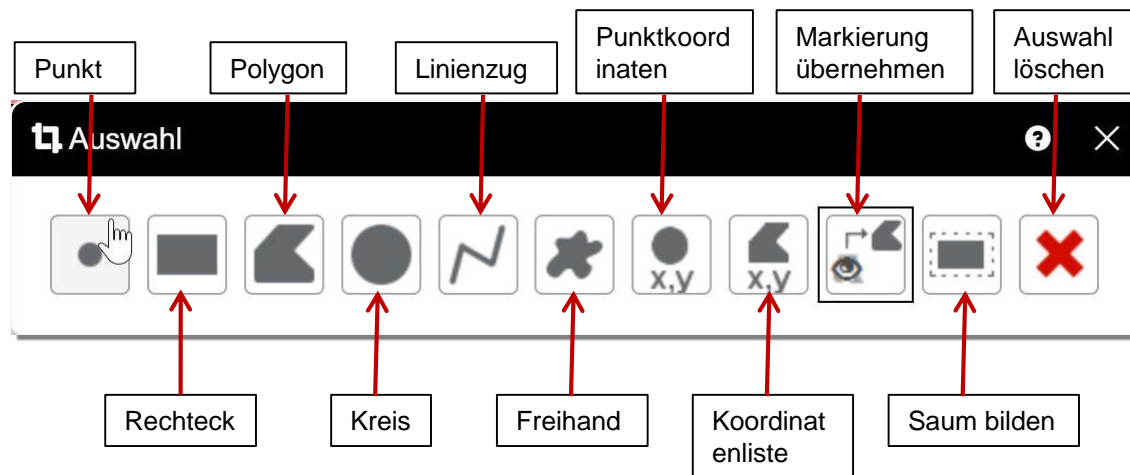 Punkt
Polygon
Linienzug
Punktkoord
inaten
Markierung
übernehmen
Auswahl
löschen
Auswahl
?
x,y
x,y
Rechteck
Kreis
Freihand
Koordinat
enliste
Saum bilden